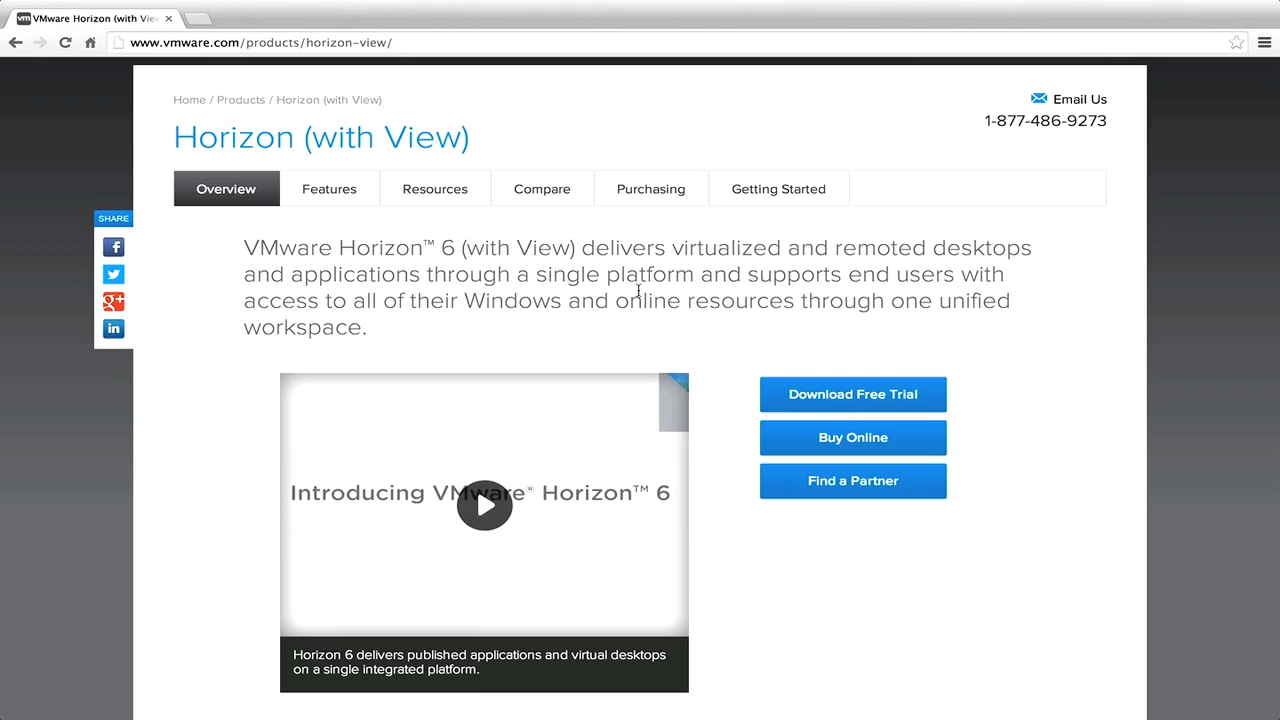 VMware Horizon (with Vie
www.vmware.com/products/horizon-view/
Home / Products / Horizon (with View)
Email Us
1-877-486-9273
Horizon (with View)
Overview
Features
Resources
Compare
Purchasing
Getting Started
SHARE
VMware Horizon™ 6 (with View) delivers virtualized and remoted desktops
and applications through a single platform and supports end users with
access to all of their Windows and online resources through one unified
workspace.
Introducing VMware® Horizon™ 6
Download Free Trial
Buy Online
Find a Partner
Horizon 6 delivers published applications and virtual desktops
on a single integrated platform.